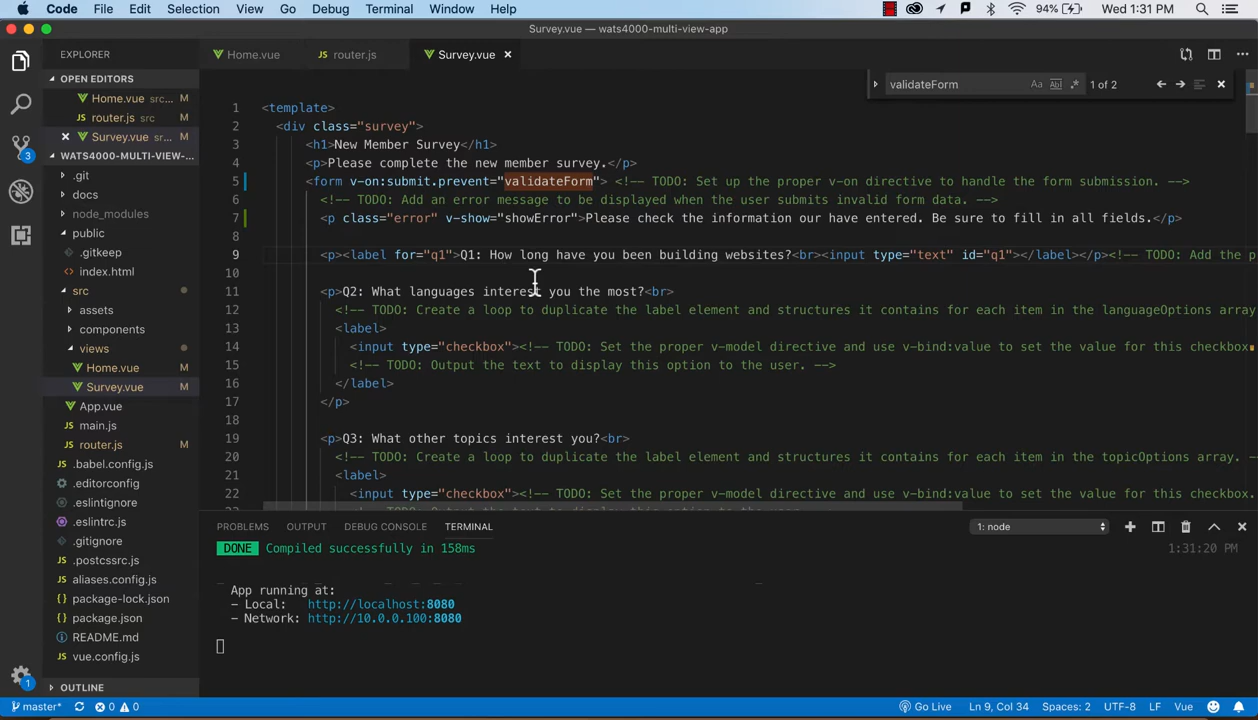 Code File Edit Selection View Go Debug Terminal Window Help 94% Wed 1:31 PM
Survey.vue — wats4000-multi-view-app
EXPLORER
Home.vue
router.js
Survey.vue
OPEN EDITORS
Home.vue src... M
router.js src M
Survey.vue src... M
WATS4000-MULTI-VIEW-...
.git
docs
node_modules
public
.gitkeep
index.html
src
assets
components
views
Home.vue M
Survey.vue M
App.vue
main.js
router.js M
.babel.config.js
.editorconfig
.eslintignore
.eslintrc.js
.gitignore
.postcssrc.js
aliases.config.js
package-lock.json
package.json
README.md
vue.config.js
OUTLINE
3
1
validateForm Aa Abl .* 1 of 2
1 <template>
2 <div class="survey">
3 <h1>New Member Survey</h1>
4 <p>Please complete the new member survey.</p>
5 <form v-on:submit.prevent="validateForm"> <!-- TODO: Set up the proper v-on directive to handle the form submission. -->
6 <!-- TODO: Add an error message to be displayed when the user submits invalid form data. -->
7 <p class="error" v-show="showError">Please check the information our have entered. Be sure to fill in all fields.</p>
8
9 <p><label for="q1">Q1: How long have you been building websites?<br><input type="text" id="q1"></label></p><!-- TODO: Add the p
10
11 <p>Q2: What languages interest you the most?<br>
12 <!-- TODO: Create a loop to duplicate the label element and structures it contains for each item in the languageOptions array
13 <label>
14 <input type="checkbox"><!-- TODO: Set the proper v-model directive and use v-bind:value to set the value for this checkbox.
15 <!-- TODO: Output the text to display this option to the user. -->
16 </label>
17 </p>
18
19 <p>Q3: What other topics interest you?<br>
20 <!-- TODO: Create a loop to duplicate the label element and structures it contains for each item in the topicOptions array. --
21 <label>
22 <input type="checkbox"><!-- TODO: Set the proper v-model directive and use v-bind:value to set the value for this checkbox.
PROBLEMS OUTPUT DEBUG CONSOLE TERMINAL 1: node
DONE Compiled successfully in 158ms 1:31:20 PM
App running at:
- Local: http://localhost:8080
- Network: http://10.0.0.100:8080
master* 0 0 Go Live Ln 9, Col 34 Spaces: 2 UTF-8 LF Vue